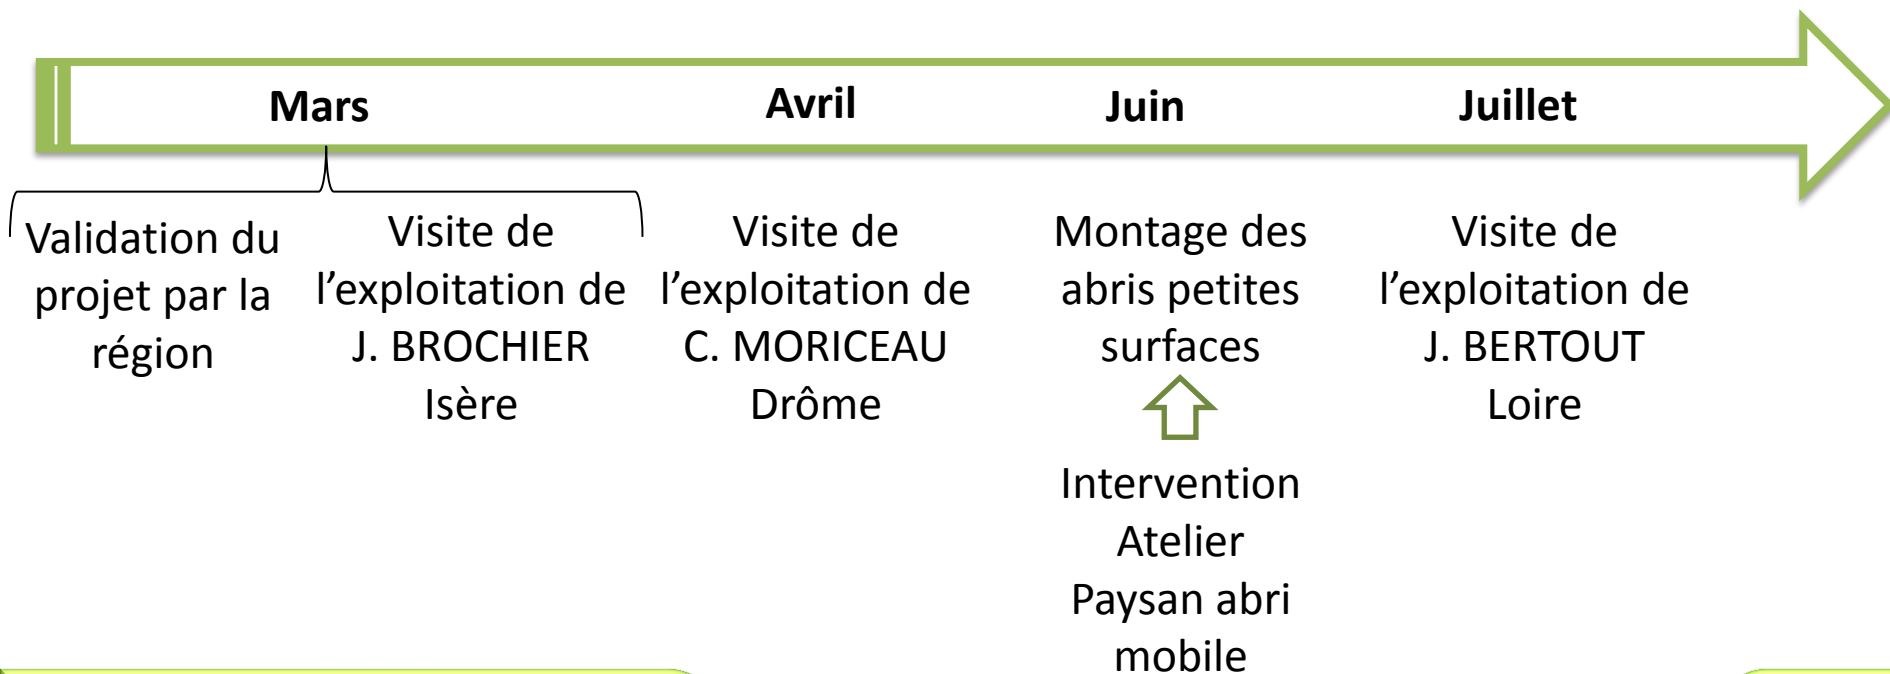 Mars
Avril
Juin
Juillet
Validation du
projet par la
région
Visite de
l’exploitation de
J. BROCHIER
Isère
Visite de
l’exploitation de
C. MORICEAU
Drôme
Montage des
abris petites
surfaces
Intervention
Atelier
Paysan abri
mobile
Visite de
l’exploitation de
J. BERTOUT
Loire